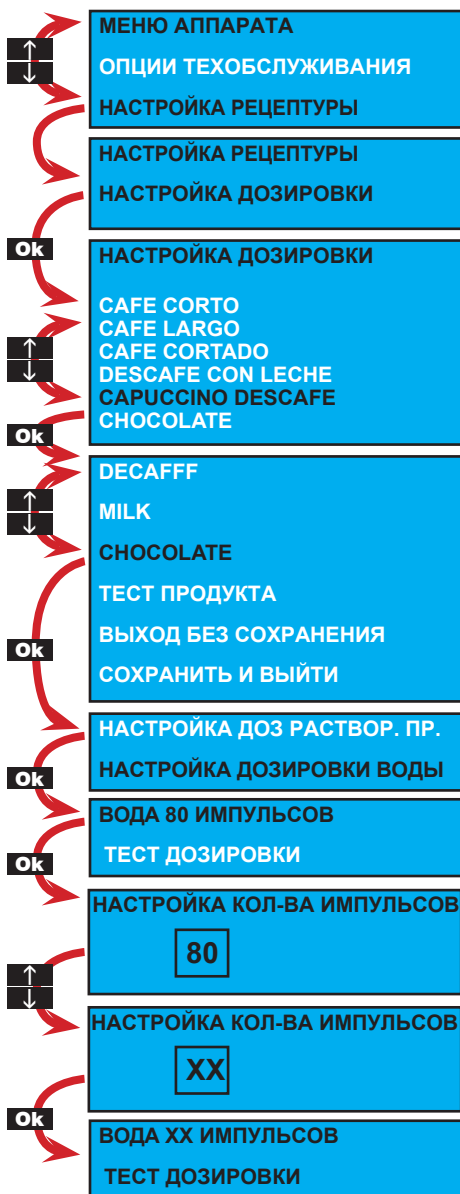 МЕНЮ АППАРАТА
↑
↓
ОПЦИИ ТЕХОБСЛУЖИВАНИЯ
НАСТРОЙКА РЕЦЕПТУРЫ
НАСТРОЙКА РЕЦЕПТУРЫ
НАСТРОЙКА ДОЗИРОВКИ
Ok
НАСТРОЙКА ДОЗИРОВКИ
CAFE CORTO
CAFE LARGO
↑
↓
CAFE CORTADO
DESCAFE CON LECHE
CAPUCCINO DESCAFE
CHOCOLATE
Ok
DECAFFF
↑
↓
MILK
CHOCOLATE
ТЕСТ ПРОДУКТА
ВЫХОД БЕЗ СОХРАНЕНИЯ
Ok
СОХРАНИТЬ И ВЫЙТИ
НАСТРОЙКА ДОЗ РАСТВОР. ПР.
НАСТРОЙКА ДОЗИРОВКИ ВОДЫ
Ok
ВОДА 80 ИМПУЛЬСОВ
ТЕСТ ДОЗИРОВКИ
Ok
НАСТРОЙКА КОЛ-ВА ИМПУЛЬСОВ
80
↑
↓
НАСТРОЙКА КОЛ-ВА ИМПУЛЬСОВ
XX
Ok
ВОДА XX ИМПУЛЬСОВ
ТЕСТ ДОЗИРОВКИ